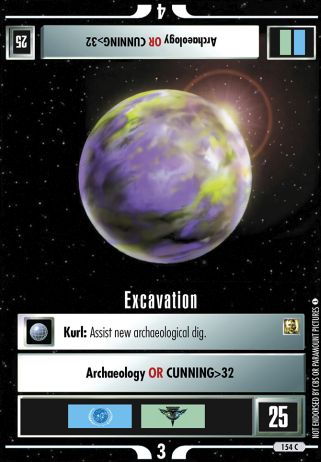 4
Archaeology OR CUNNING>32
25
Excavation
Kurl: Assist new archaeological dig.
Archaeology OR CUNNING>32
25
3
154 C
NOT ENDORSED BY CBS OR PARAMOUNT PICTURES